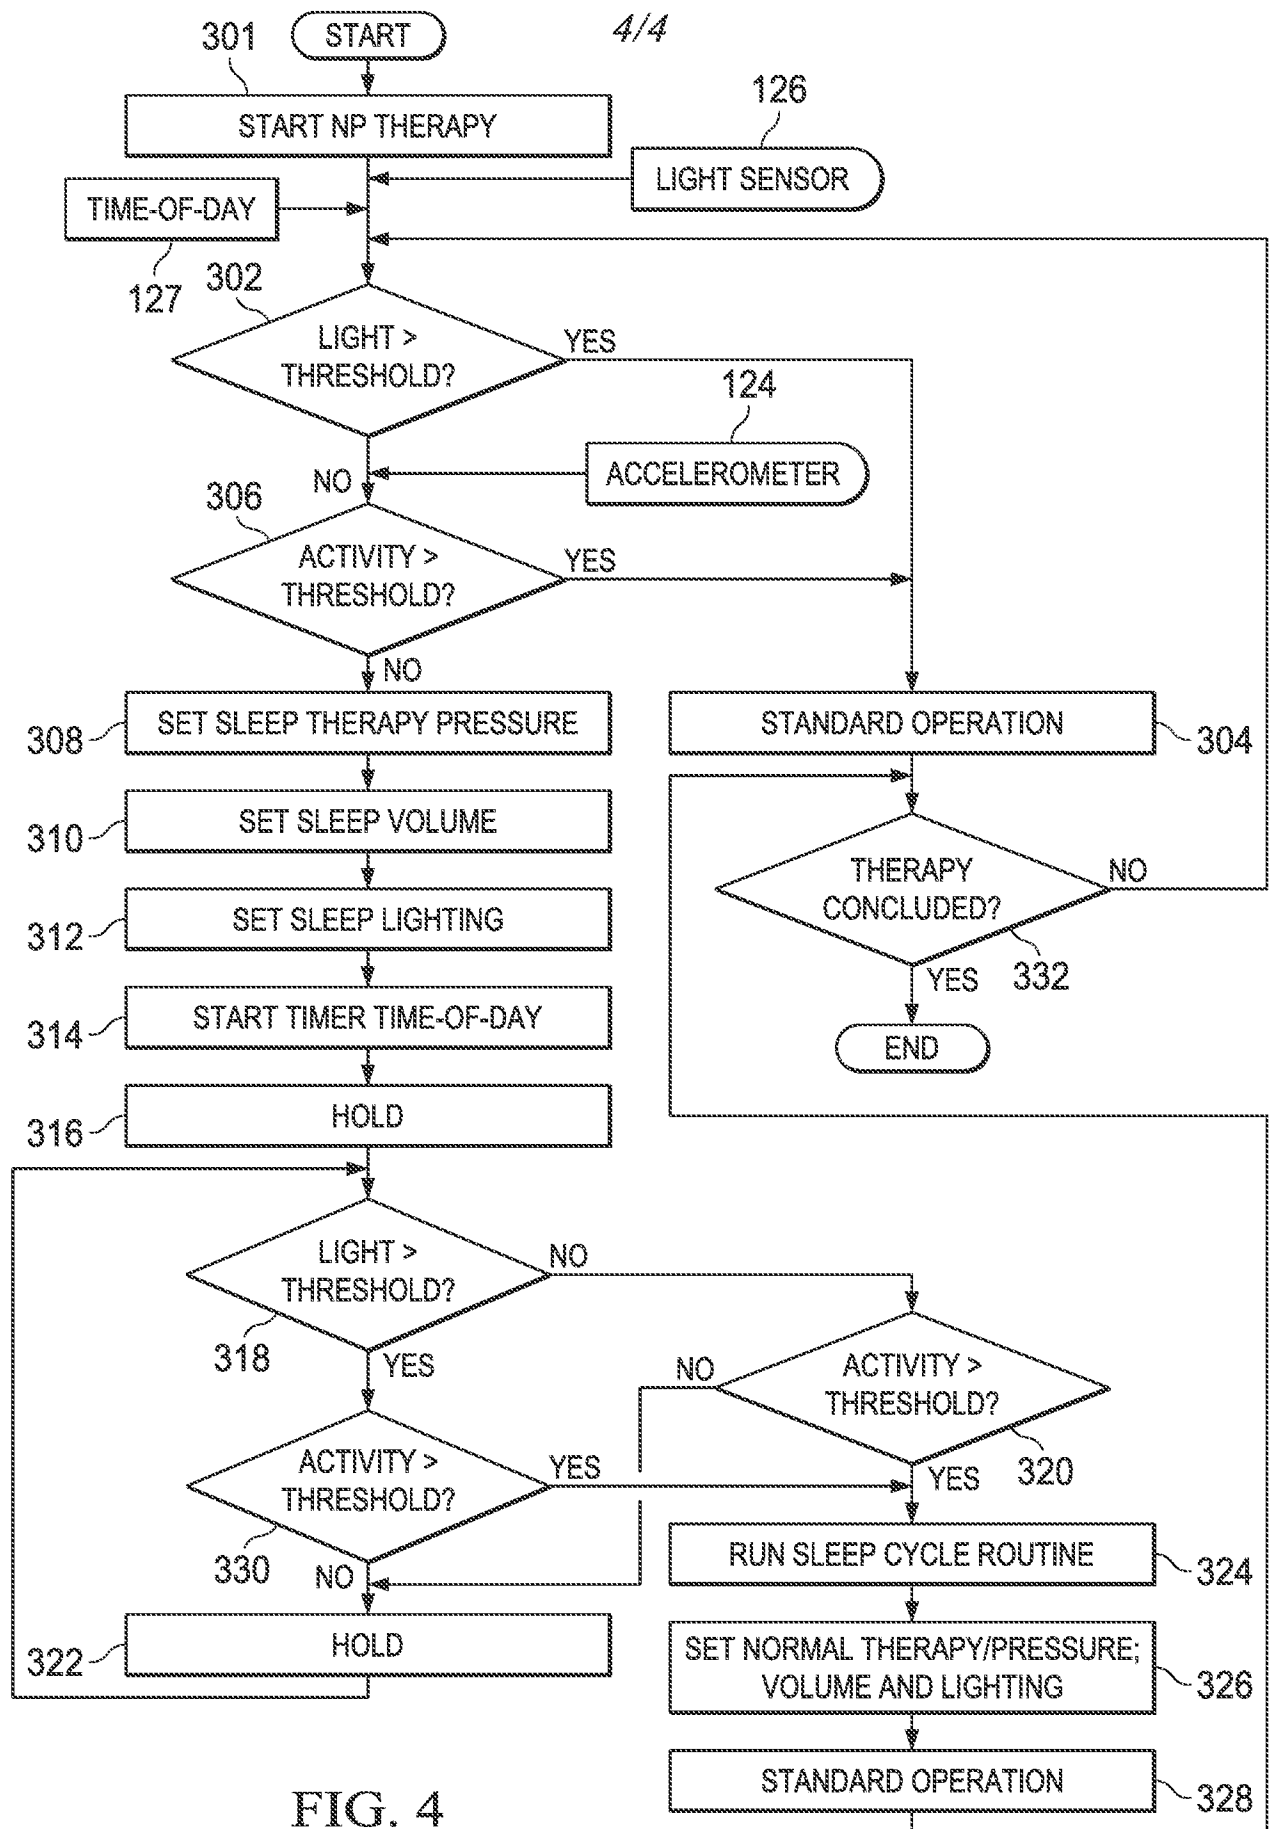 4/4
START
301
START NP THERAPY
126
LIGHT SENSOR
TIME-OF-DAY
127
302
LIGHT >
THRESHOLD?
YES
NO
124
ACCELEROMETER
306
ACTIVITY >
THRESHOLD?
YES
NO
SET SLEEP THERAPY PRESSURE
308
STANDARD OPERATION
304
SET SLEEP VOLUME
310
THERAPY
CONCLUDED?
NO
332
YES
END
SET SLEEP LIGHTING
312
START TIMER TIME-OF-DAY
314
HOLD
316
LIGHT >
THRESHOLD?
NO
318
YES
ACTIVITY >
THRESHOLD?
NO
320
YES
ACTIVITY >
THRESHOLD?
YES
330
NO
HOLD
322
RUN SLEEP CYCLE ROUTINE
324
SET NORMAL THERAPY/PRESSURE;
VOLUME AND LIGHTING
326
STANDARD OPERATION
328
FIG. 4